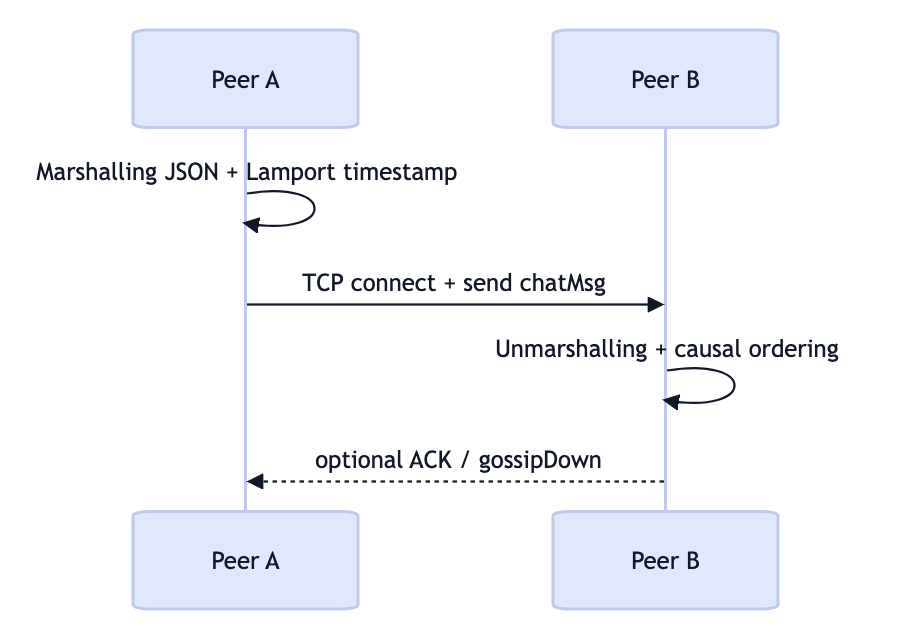 Peer A
Peer B
Marshalling JSON + Lamport timestamp
TCP connect + send chatMsg
Unmarshalling + causal ordering
optional ACK / gossipDown
Peer A
Peer B